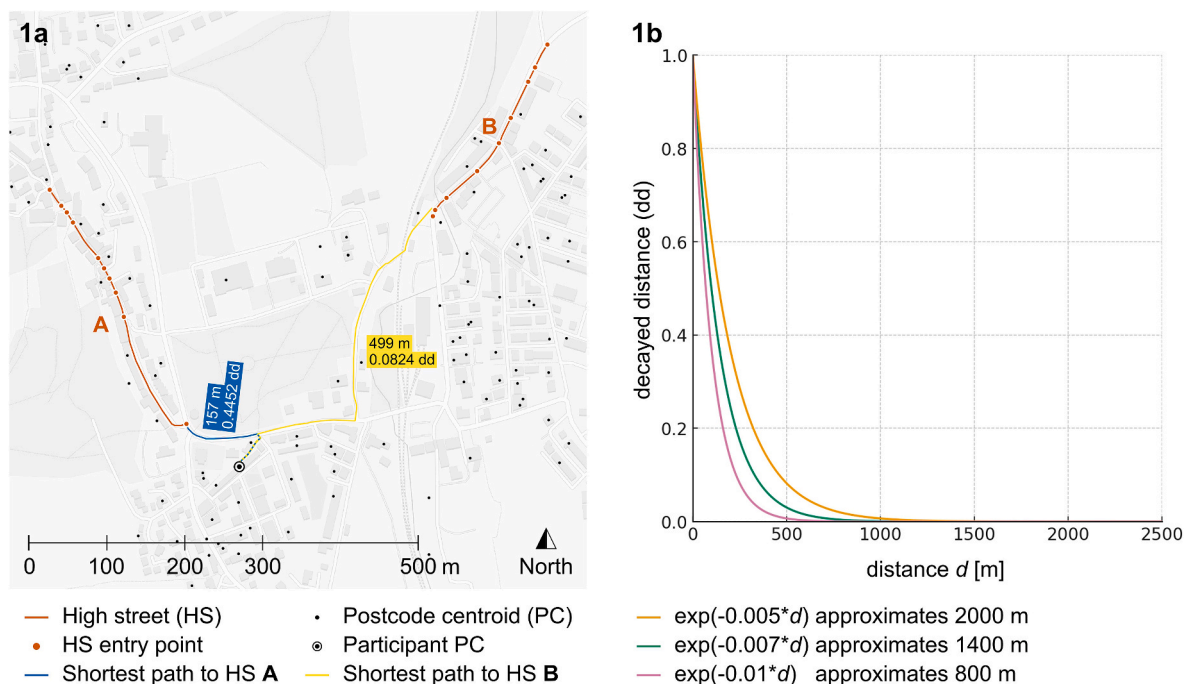 1a
B
A
499 m
0.0824 dd
157 m
0.4452 dd
0 100 200 300 500 m
North
High street (HS)
HS entry point
Shortest path to HS A
Postcode centroid (PC)
Participant PC
Shortest path to HS B
1b
1.0
0.8
0.6
0.4
0.2
0.0
decayed distance (dd)
0 500 1000 1500 2000 2500
distance d [m]
exp(-0.005*d) approximates 2000 m
exp(-0.007*d) approximates 1400 m
exp(-0.01*d) approximates 800 m